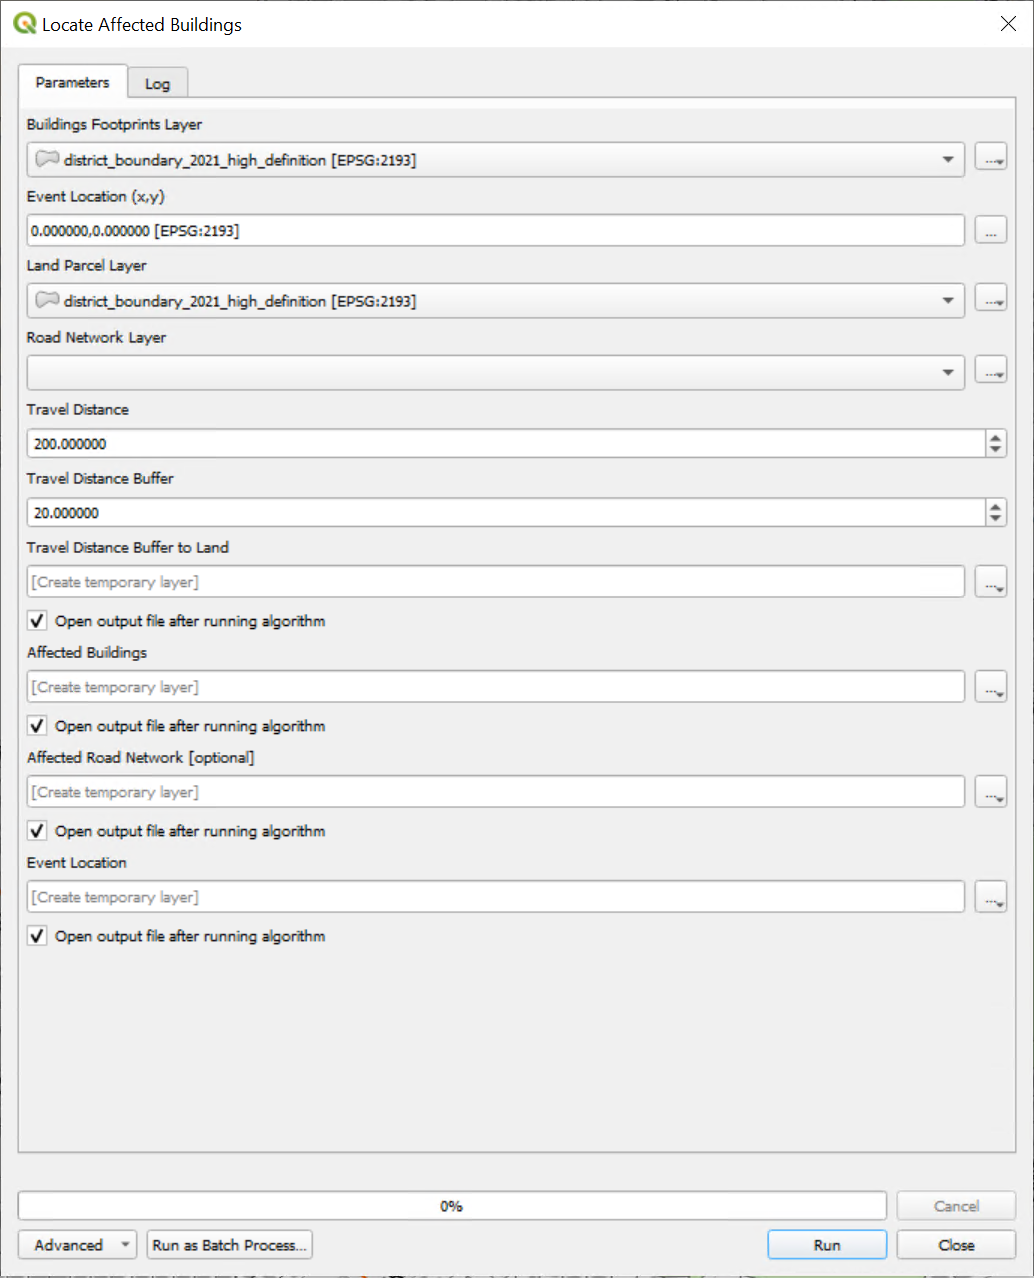 Locate Affected Buildings
Parameters
Log
Buildings Footprints Layer
district_boundary_2021_high_definition [EPSG:2193]
...
Event Location (x,y)
0.000000,0.000000 [EPSG:2193]
...
Land Parcel Layer
district_boundary_2021_high_definition [EPSG:2193]
...
Road Network Layer
...
Travel Distance
200.000000
Travel Distance Buffer
20.000000
Travel Distance Buffer to Land
[Create temporary layer]
...
Open output file after running algorithm
Affected Buildings
[Create temporary layer]
...
Open output file after running algorithm
Affected Road Network [optional]
[Create temporary layer]
...
Open output file after running algorithm
Event Location
[Create temporary layer]
...
Open output file after running algorithm
0%
Cancel
Advanced
Run as Batch Process...
Run
Close